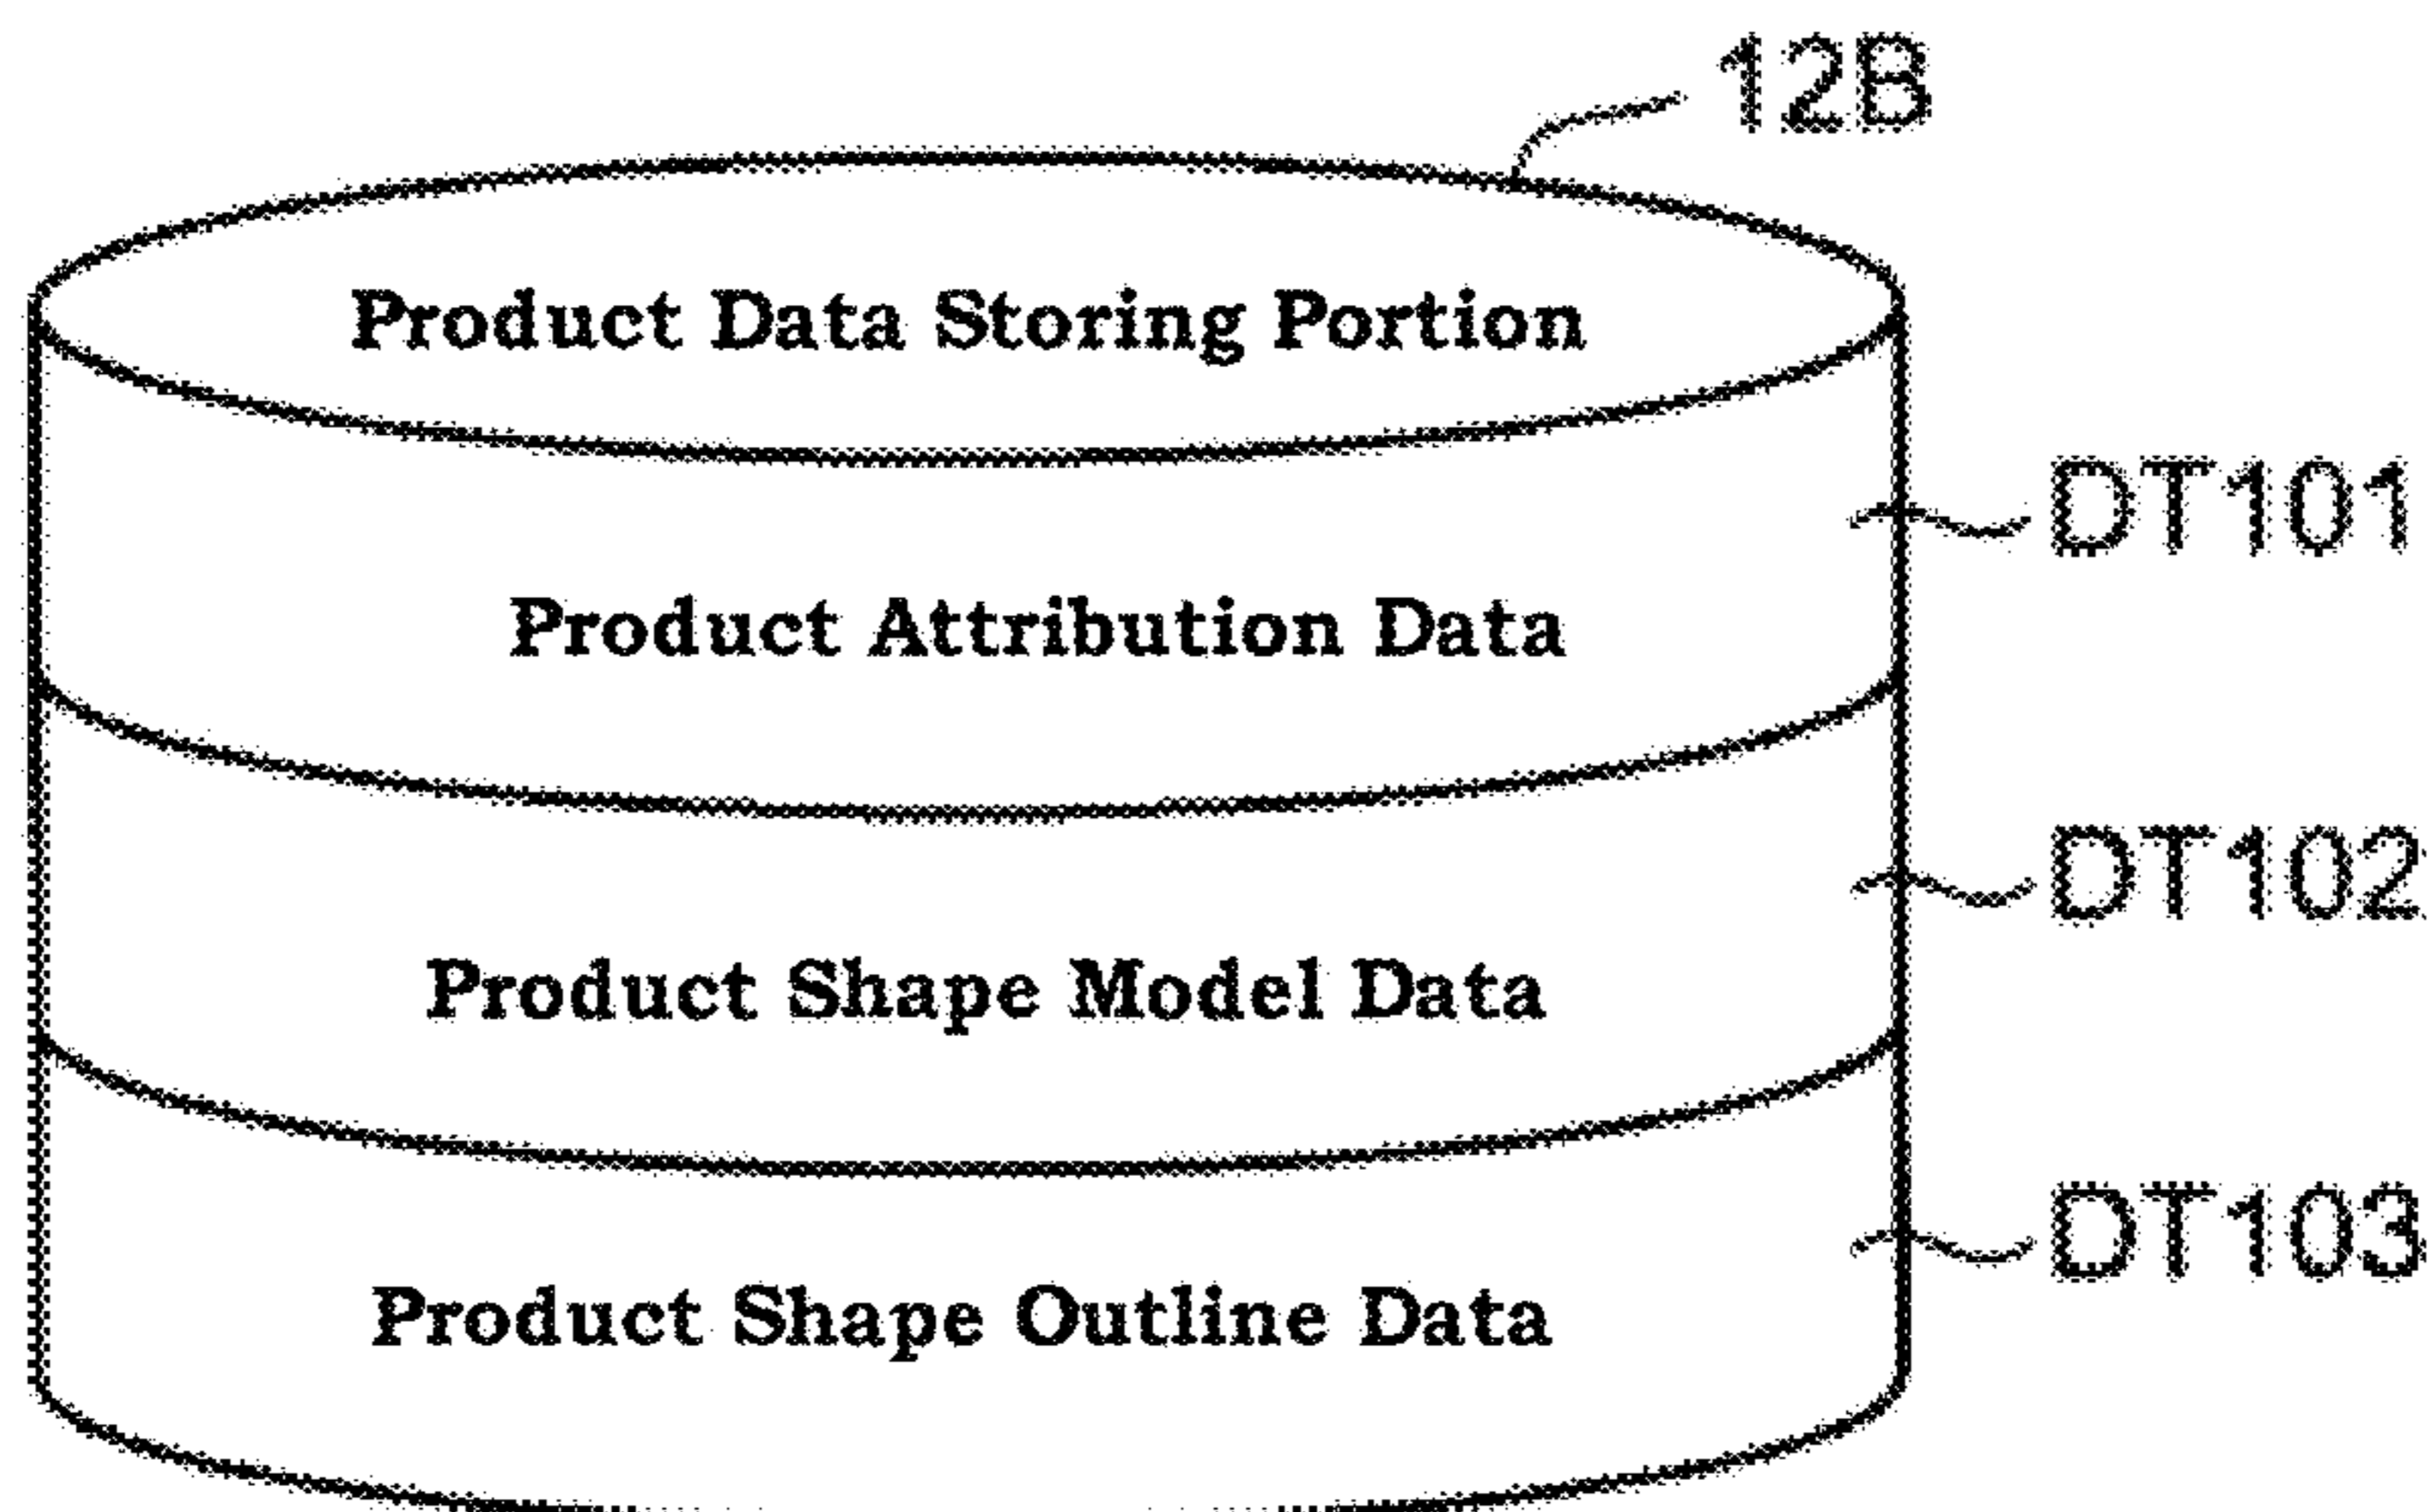 12B
Product Data Storing Portion
DT101
Product Attribution Data
DT102
Product Shape Model Data
DT103
Product Shape Outline Data